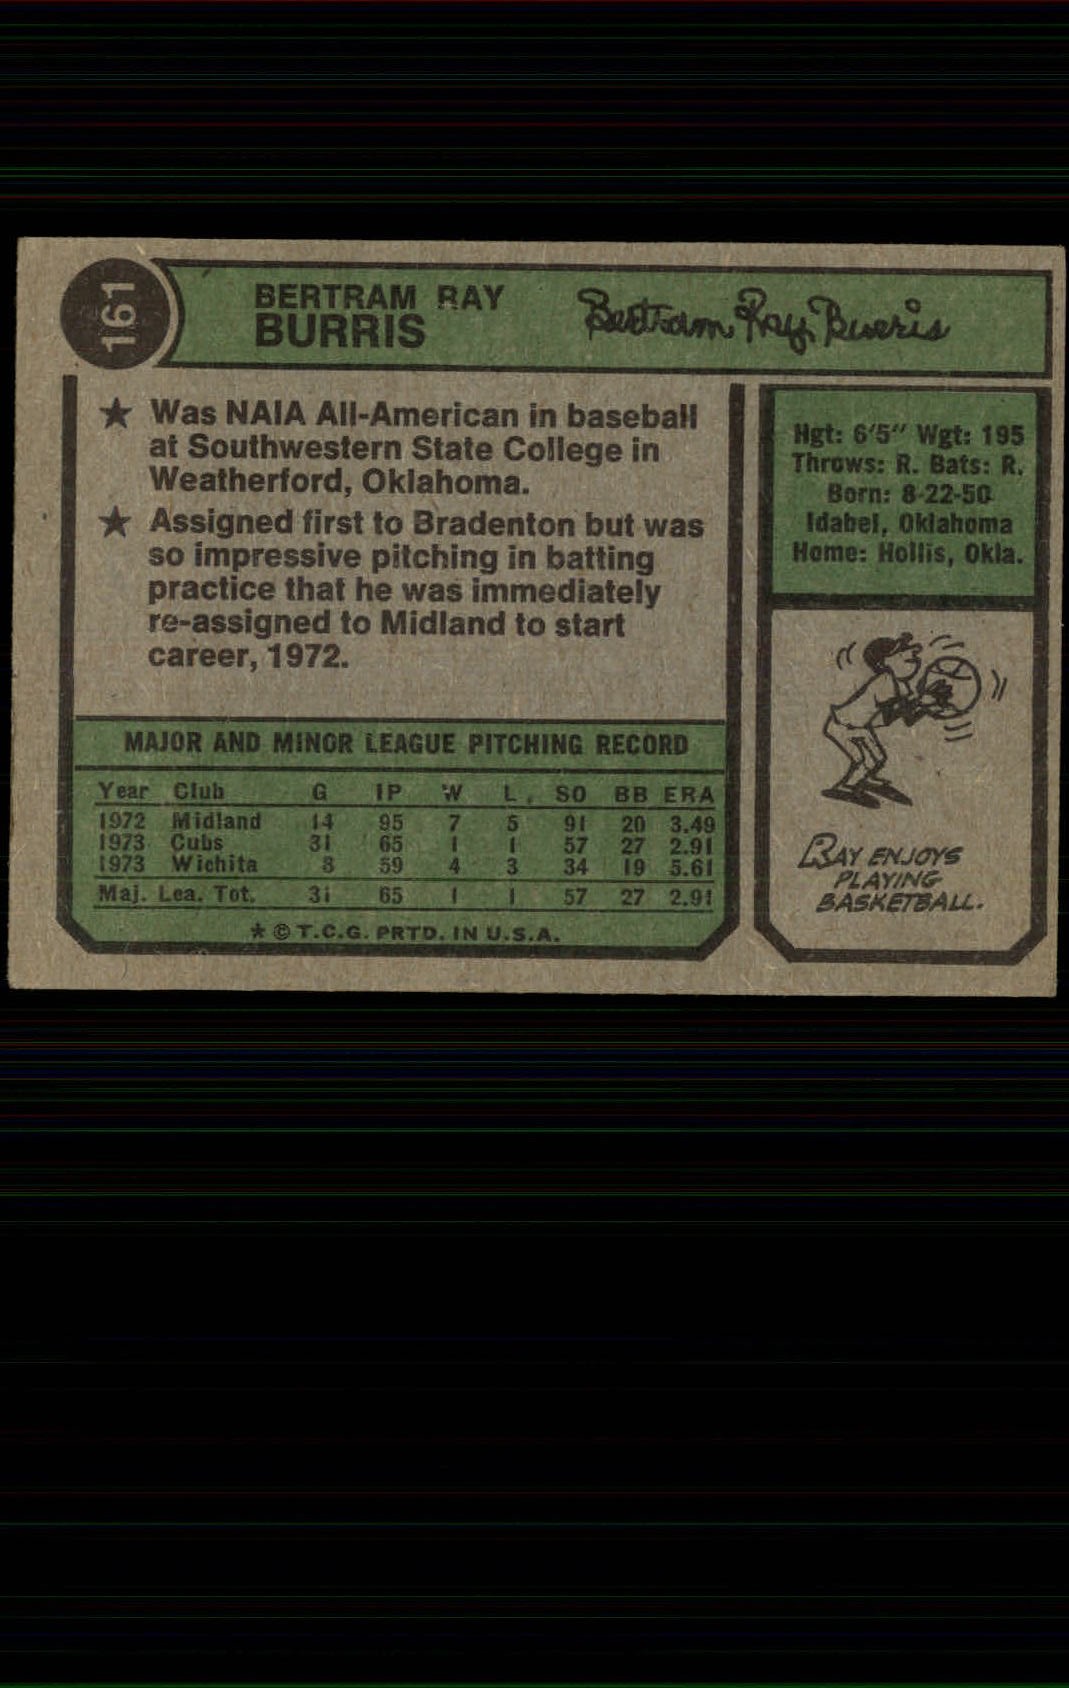 161
BERTRAM RAY
BURRIS
Bertram Ray Burris
★ Was NAIA All-American in baseball
at Southwestern State College in
Weatherford, Oklahoma.
★ Assigned first to Bradenton but was
so impressive pitching in batting
practice that he was immediately
re-assigned to Midland to start
career, 1972.
Hgt: 6'5" Wgt: 195
Throws: R. Bats: R.
Born: 8-22-50
Idabel, Oklahoma
Home: Hollis, Okla.
MAJOR AND MINOR LEAGUE PITCHING RECORD
Year Club G IP W L SO BB ERA
1972 Midland 14 95 7 5 91 20 3.49
1973 Cubs 31 65 1 1 57 27 2.91
1973 Wichita 8 59 4 3 34 19 5.61
Maj. Lea. Tot. 31 65 1 1 57 27 2.91
★ © T.C.G. PRTD. IN U.S.A.
RAY ENJOYS
PLAYING
BASKETBALL.